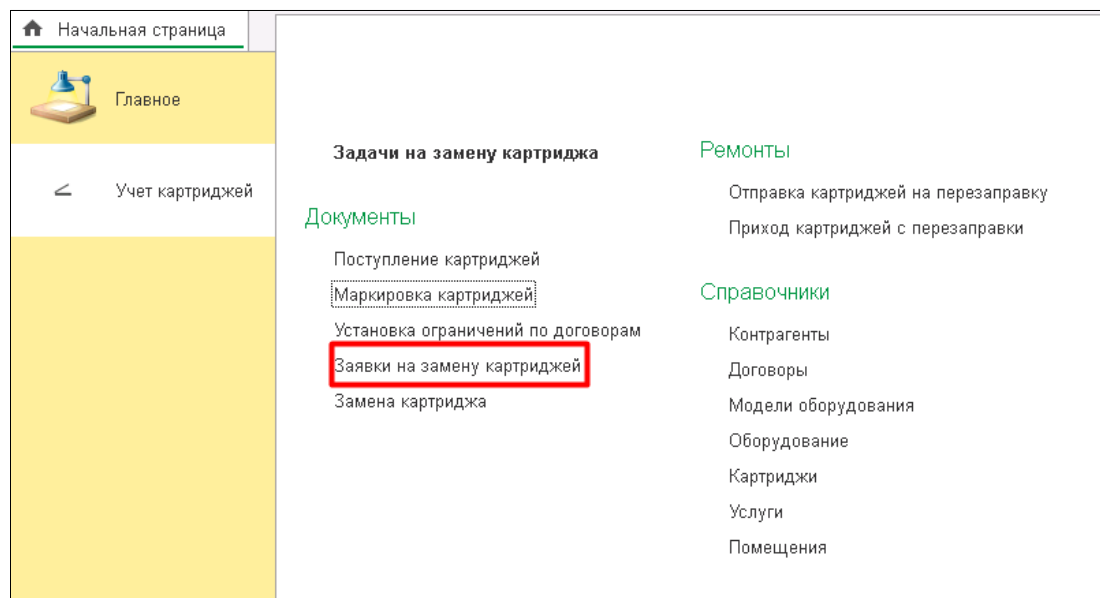 Начальная страница
Главное
Учет картриджей
Задачи на замену картриджа
Документы
Поступление картриджей
Маркировка картриджей
Установка ограничений по договорам
Заявки на замену картриджей
Замена картриджа
Ремонты
Отправка картриджей на перезаправку
Приход картриджей с перезаправки
Справочники
Контрагенты
Договоры
Модели оборудования
Оборудование
Картриджи
Услуги
Помещения